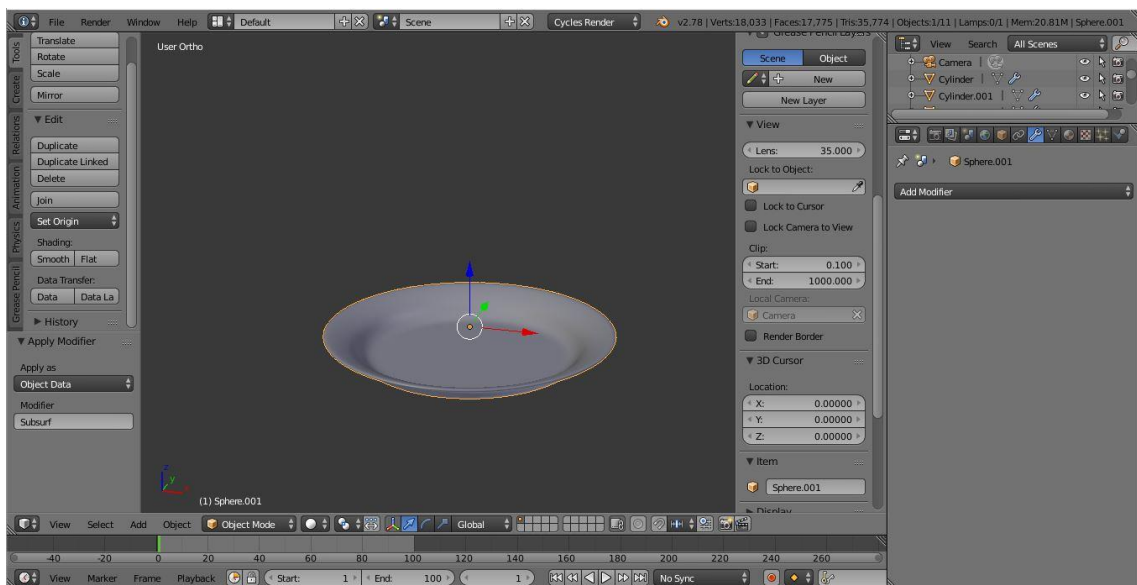 File Render Window Help Default Scene Cycles Render v2.78 | Verts:18,033 | Faces:17,775 | Tris:35,774 | Objects:1/11 | Lamps:0/1 | Mem:20.81M | Sphere.001
Tools
Create
Relations
Animation
Physics
Grease Pencil
Translate
Rotate
Scale
Mirror
Edit
Duplicate
Duplicate Linked
Delete
Join
Set Origin
Shading:
Smooth Flat
Data Transfer:
Data Data La
History
Apply Modifier
Apply as
Object Data
Modifier
Subsurf
User Ortho
z
y
x
(1) Sphere.001
Grease Pencil Layers
Scene Object
New
New Layer
View
Lens: 35.000
Lock to Object:
Lock to Cursor
Lock Camera to View
Clip:
Start: 0.100
End: 1000.000
Local Camera:
Camera
Render Border
3D Cursor
Location:
X: 0.00000
Y: 0.00000
Z: 0.00000
Item
Sphere.001
Display
View Search All Scenes
Camera
Cylinder
Cylinder.001
Sphere.001
Add Modifier
View Select Add Object Object Mode Global
-40 -20 0 20 40 60 80 100 120 140 160 180 200 220 240 260
View Marker Frame Playback Start: 1 End: 100 1 No Sync